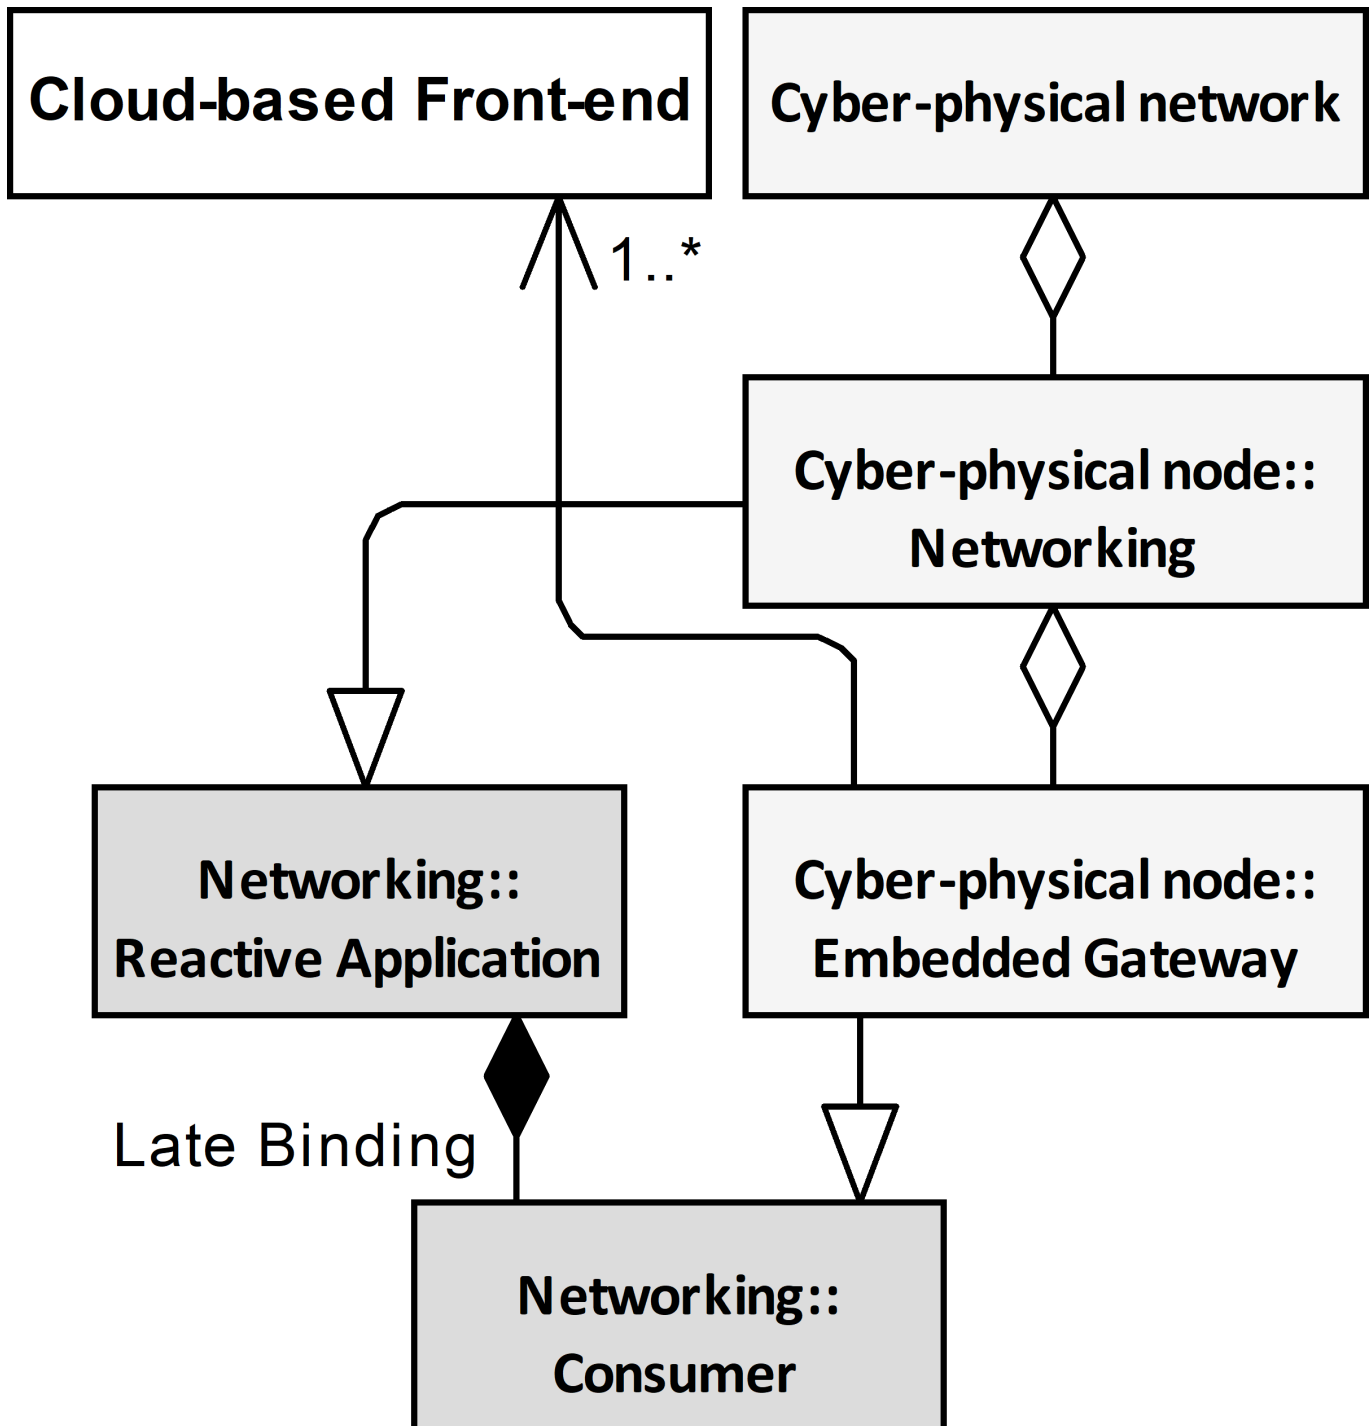 Cloud-based Front-end
Cyber-physical network
1..*
Cyber-physical node::
Networking
Networking::
Reactive Application
Cyber-physical node::
Embedded Gateway
Late Binding
Networking::
Consumer